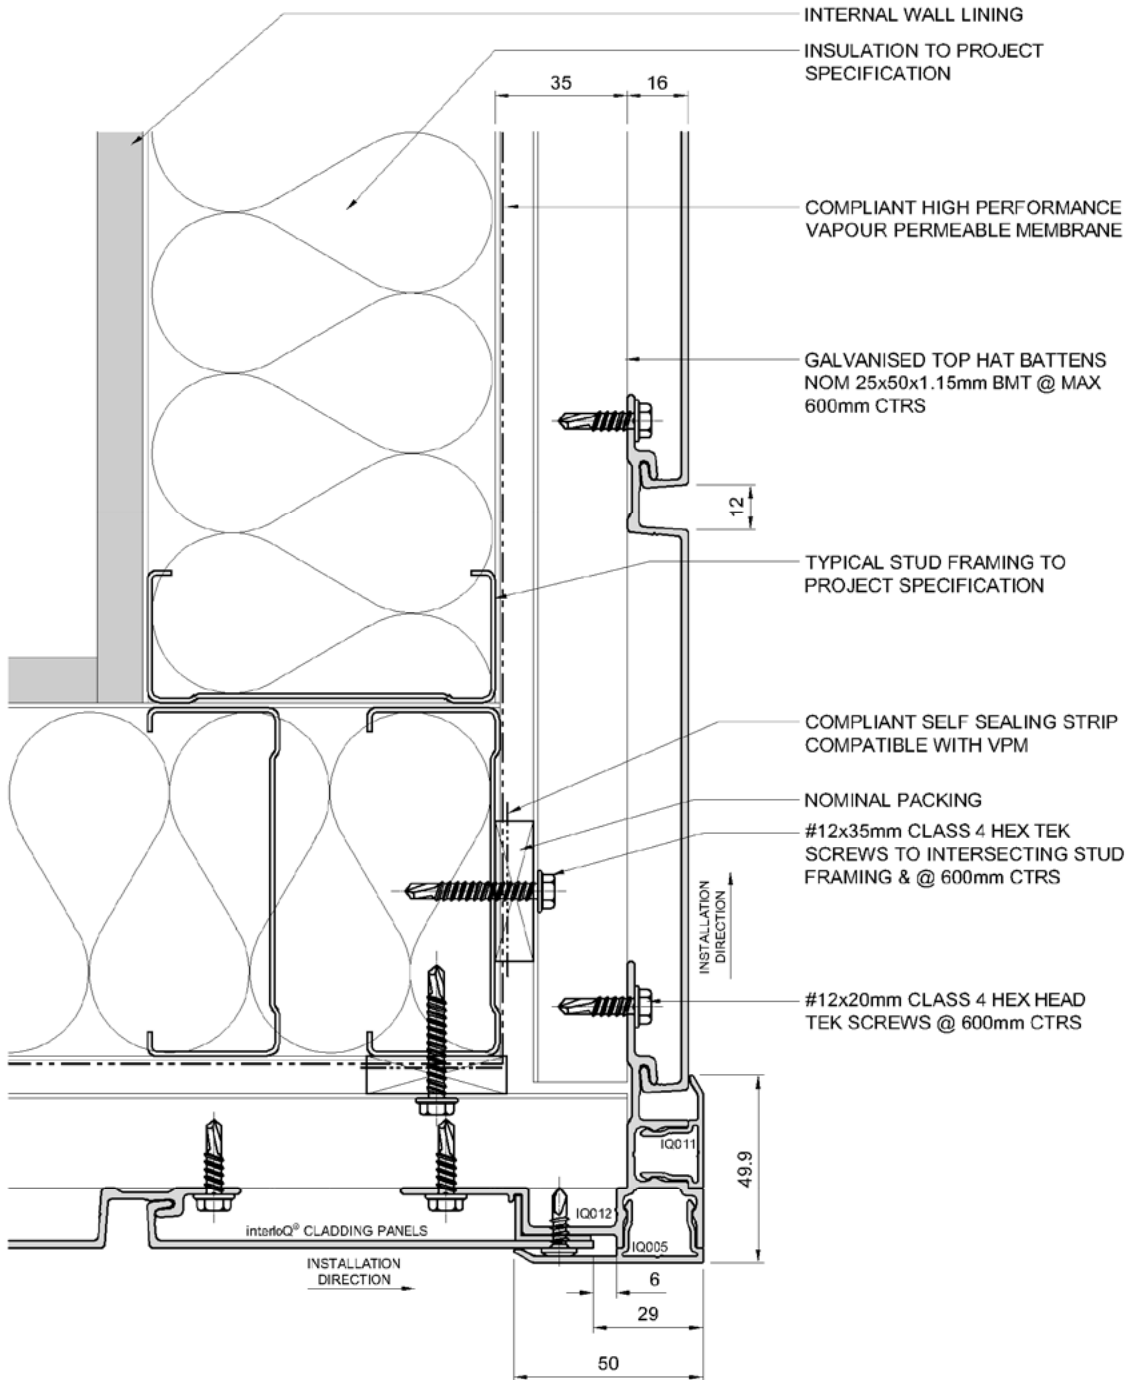 INTERNAL WALL LINING
INSULATION TO PROJECT
SPECIFICATION
35
16
COMPLIANT HIGH PERFORMANCE
VAPOUR PERMEABLE MEMBRANE
GALVANISED TOP HAT BATTENS
NOM 25x50x1.15mm BMT @ MAX
600mm CTRS
12
TYPICAL STUD FRAMING TO
PROJECT SPECIFICATION
COMPLIANT SELF SEALING STRIP
COMPATIBLE WITH VPM
NOMINAL PACKING
#12x35mm CLASS 4 HEX TEK
SCREWS TO INTERSECTING STUD
FRAMING & @ 600mm CTRS
INSTALLATION
DIRECTION
#12x20mm CLASS 4 HEX HEAD
TEK SCREWS @ 600mm CTRS
IQ011
49.9
IQ012
interloQ® CLADDING PANELS
IQ005
INSTALLATION
DIRECTION
6
29
50